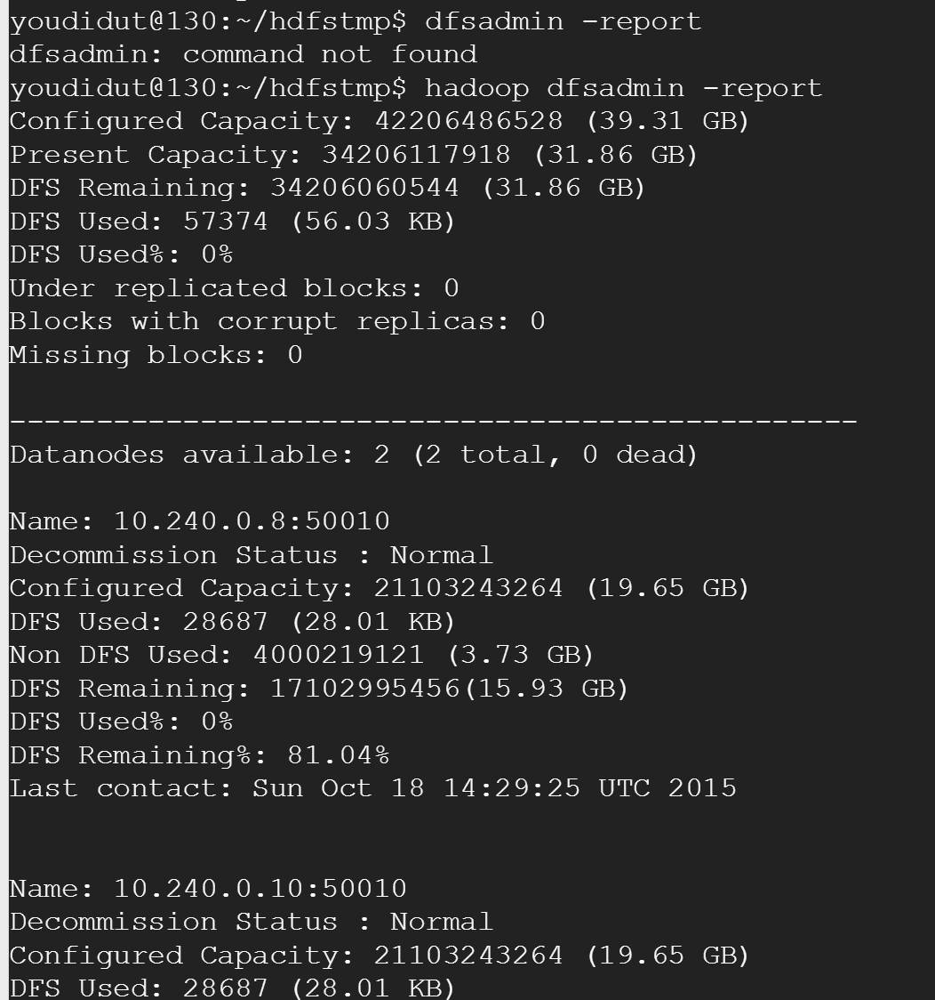 youdidut@130:~/hdfstmp$ dfsadmin -report
dfsadmin: command not found
youdidut@130:~/hdfstmp$ hadoop dfsadmin -report
Configured Capacity: 42206486528 (39.31 GB)
Present Capacity: 34206117918 (31.86 GB)
DFS Remaining: 34206060544 (31.86 GB)
DFS Used: 57374 (56.03 KB)
DFS Used%: 0%
Under replicated blocks: 0
Blocks with corrupt replicas: 0
Missing blocks: 0
-------------------------------------------------
Datanodes available: 2 (2 total, 0 dead)
Name: 10.240.0.8:50010
Decommission Status : Normal
Configured Capacity: 21103243264 (19.65 GB)
DFS Used: 28687 (28.01 KB)
Non DFS Used: 4000219121 (3.73 GB)
DFS Remaining: 17102995456(15.93 GB)
DFS Used%: 0%
DFS Remaining%: 81.04%
Last contact: Sun Oct 18 14:29:25 UTC 2015
Name: 10.240.0.10:50010
Decommission Status : Normal
Configured Capacity: 21103243264 (19.65 GB)
DFS Used: 28687 (28.01 KB)